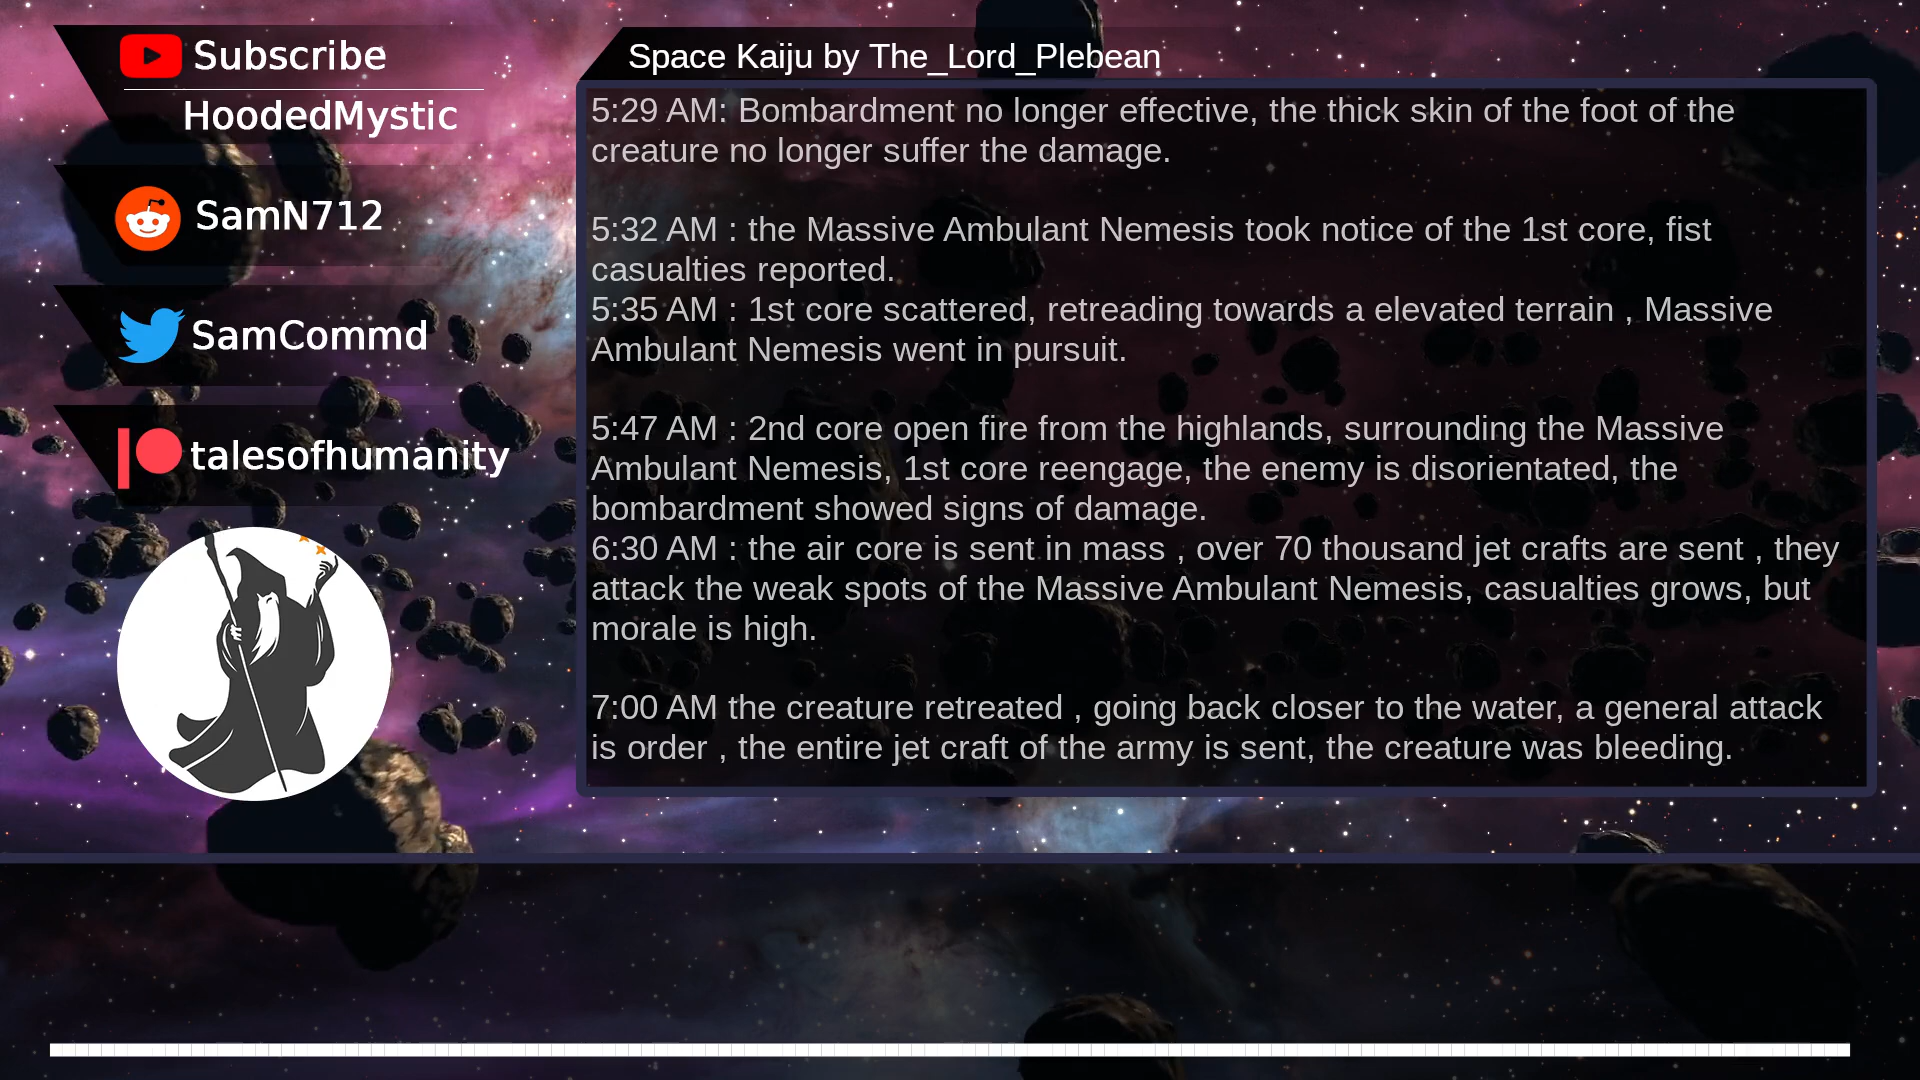 Subscribe
HoodedMystic
SamN712
SamCommd
talesofhumanity
Space Kaiju by The_Lord_Plebean
5:29 AM: Bombardment no longer effective, the thick skin of the foot of the
creature no longer suffer the damage.
5:32 AM : the Massive Ambulant Nemesis took notice of the 1st core, fist
casualties reported.
5:35 AM : 1st core scattered, retreading towards a elevated terrain , Massive
Ambulant Nemesis went in pursuit.
5:47 AM : 2nd core open fire from the highlands, surrounding the Massive
Ambulant Nemesis, 1st core reengage, the enemy is disorientated, the
bombardment showed signs of damage.
6:30 AM : the air core is sent in mass , over 70 thousand jet crafts are sent , they
attack the weak spots of the Massive Ambulant Nemesis, casualties grows, but
morale is high.
7:00 AM the creature retreated , going back closer to the water, a general attack
is order , the entire jet craft of the army is sent, the creature was bleeding.